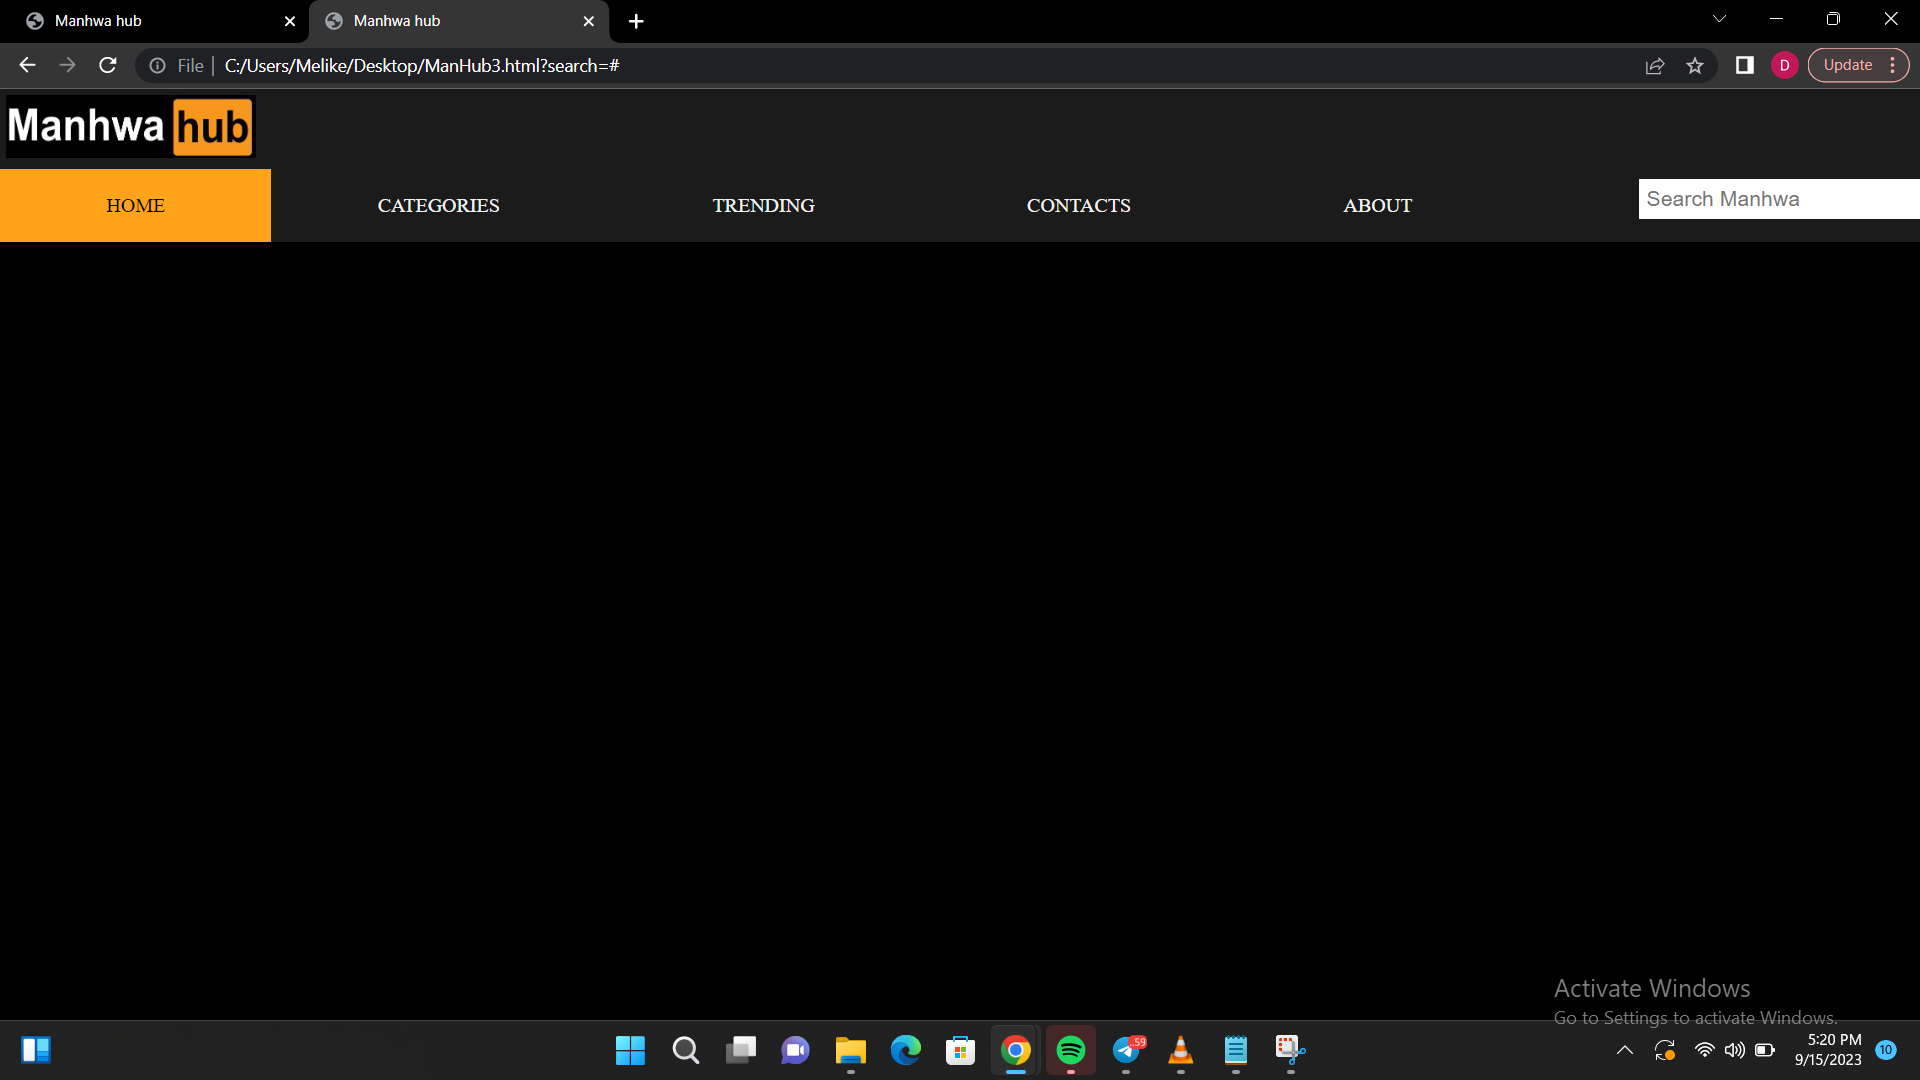 Manhwa hub
Manhwa hub
File
C:/Users/Melike/Desktop/ManHub3.html?search=#
D
Update
Manhwa hub
HOME
CATEGORIES
TRENDING
CONTACTS
ABOUT
Search Manhwa
Activate Windows
Go to Settings to activate Windows.
59
5:20 PM
9/15/2023
10